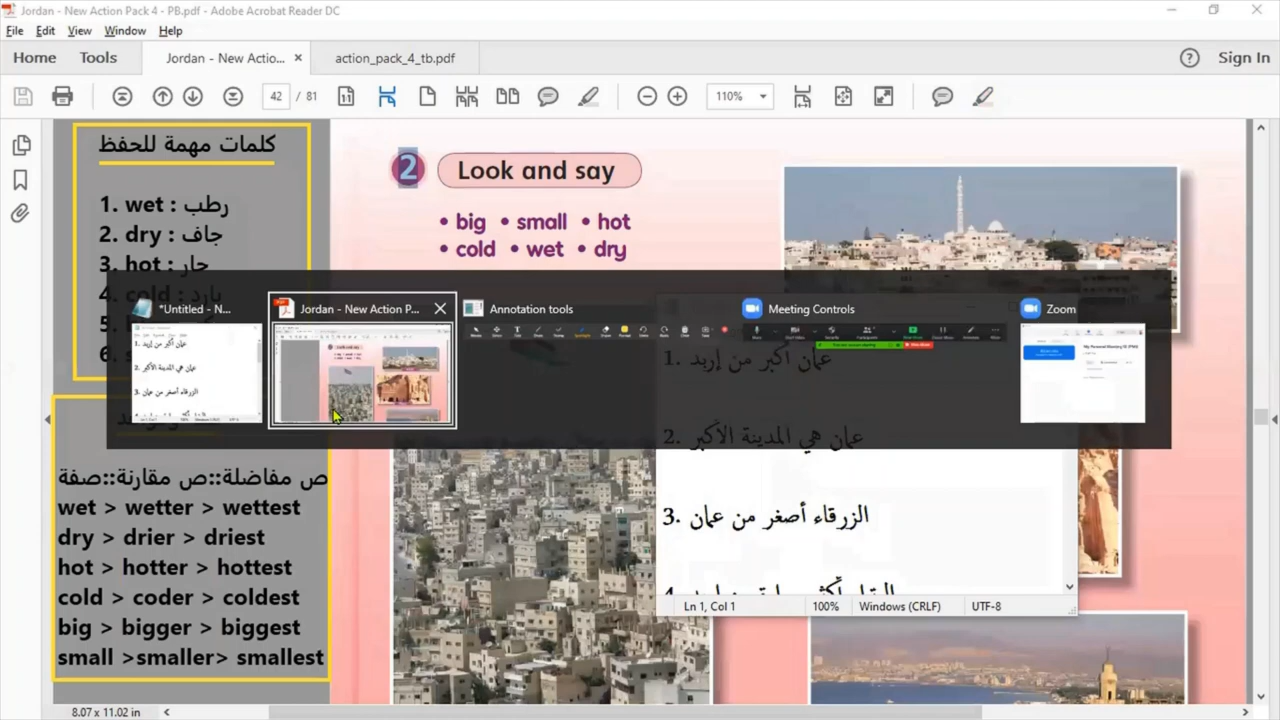 Jordan - New Action Pack 4 - PB.pdf - Adobe Acrobat Reader DC
File Edit View Window Help
Home Tools Jordan - New Actio... × action_pack_4_tb.pdf Sign In
42 / 81 110%
كلمات مهمة للحفظ
1. wet : رطب
2. dry : جاف
3. hot : حار
4. cold : بارد
5.
6
2 Look and say
• big • small • hot
• cold • wet • dry
*Untitled - N...
Jordan - New Action P...
Annotation tools
Meeting Controls
Zoom
1. عمان أكبر من إربد
2. عمان هي المدينة الأكبر
3. الزرقاء أصغر من عمان
ص مفاضلة::ص مقارنة::صفة
wet > wetter > wettest
dry > drier > driest
hot > hotter > hottest
cold > coder > coldest
big > bigger > biggest
small >smaller> smallest
Ln 1, Col 1 100% Windows (CRLF) UTF-8
8.07 x 11.02 in